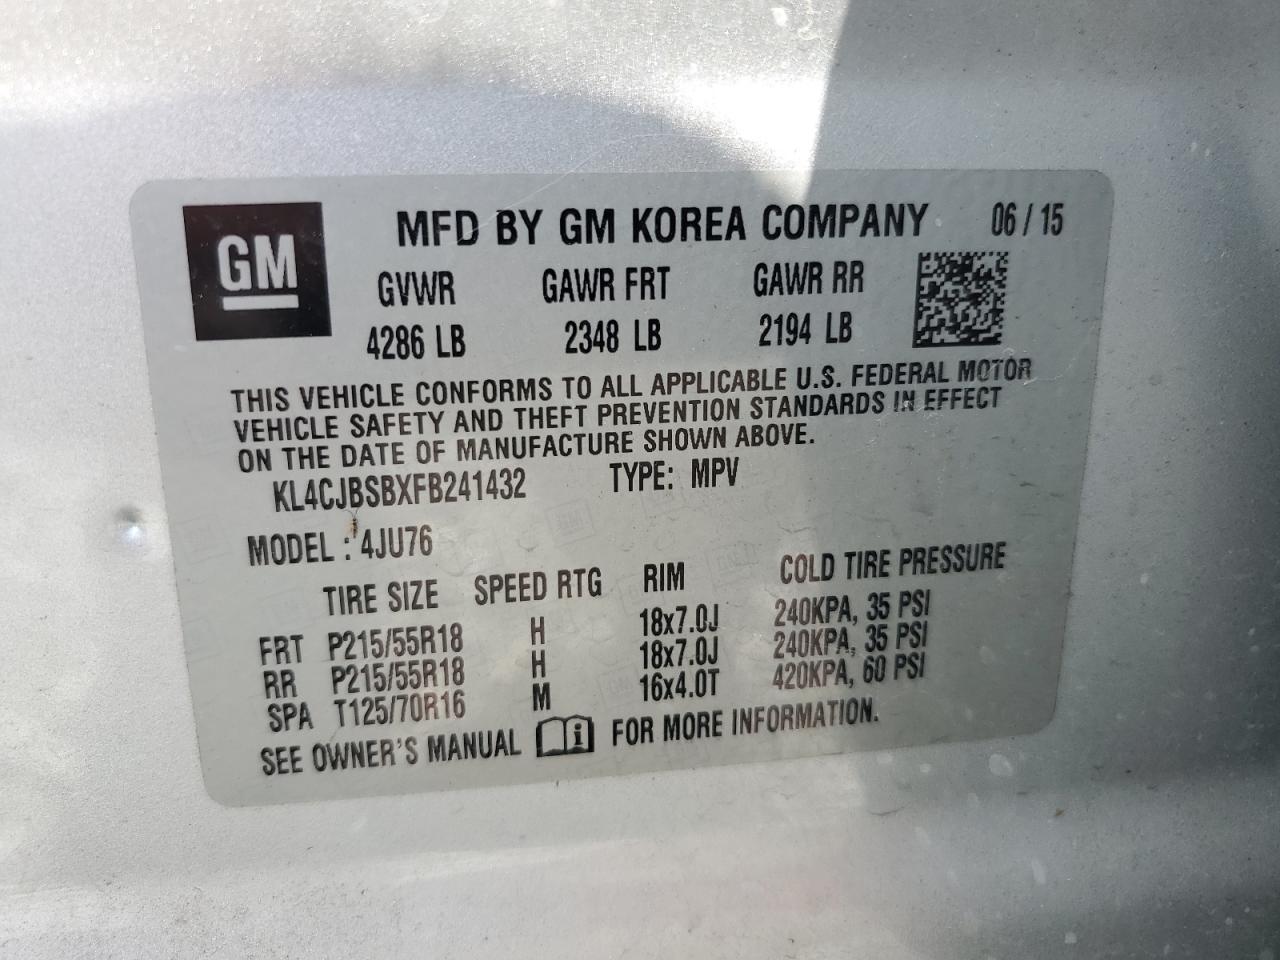 GM
MFD BY GM KOREA COMPANY 06/15
GVWR GAWR FRT GAWR RR
4286 LB 2348 LB 2194 LB
THIS VEHICLE CONFORMS TO ALL APPLICABLE U.S. FEDERAL MOTOR
VEHICLE SAFETY AND THEFT PREVENTION STANDARDS IN EFFECT
ON THE DATE OF MANUFACTURE SHOWN ABOVE.
KL4CJBSBXFB241432 TYPE: MPV
MODEL : 4JU76
TIRE SIZE SPEED RTG RIM COLD TIRE PRESSURE
FRT P215/55R18 H 18x7.0J 240KPA, 35 PSI
RR P215/55R18 H 18x7.0J 240KPA, 35 PSI
SPA T125/70R16 M 16x4.0T 420KPA, 60 PSI
SEE OWNER'S MANUAL i FOR MORE INFORMATION.